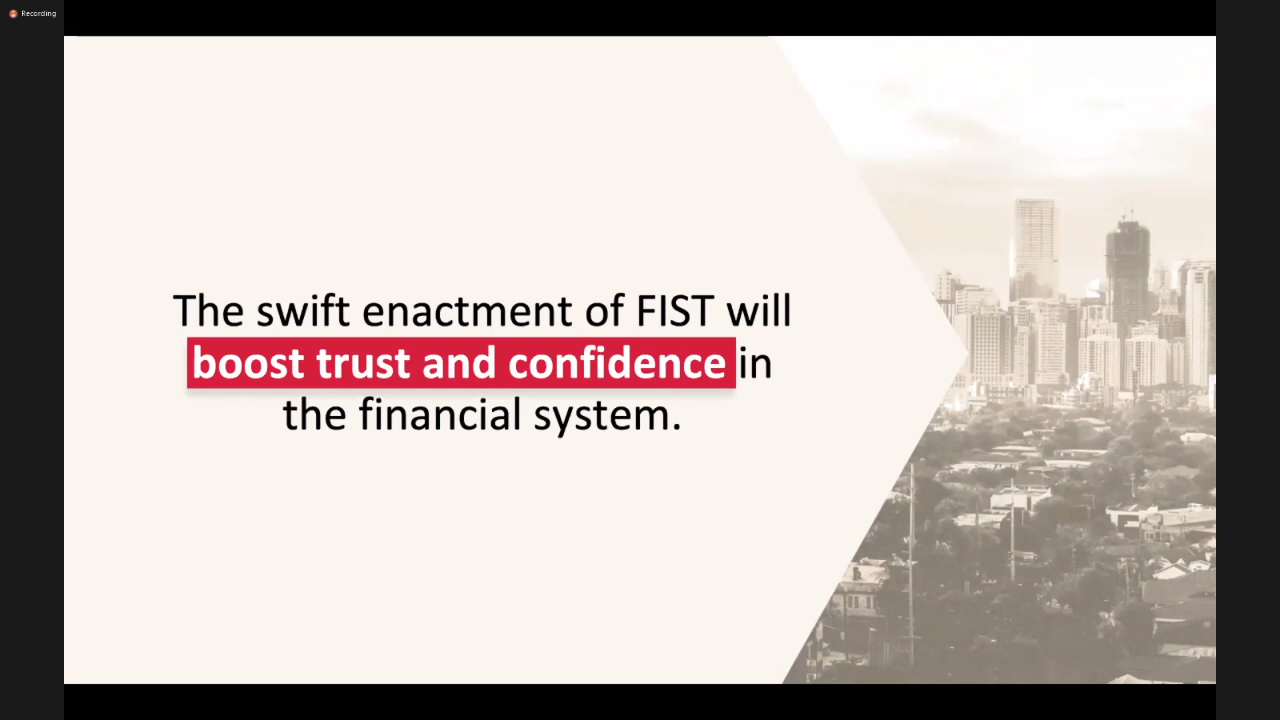 Recording
The swift enactment of FIST will
boost trust and confidence in
the financial system.